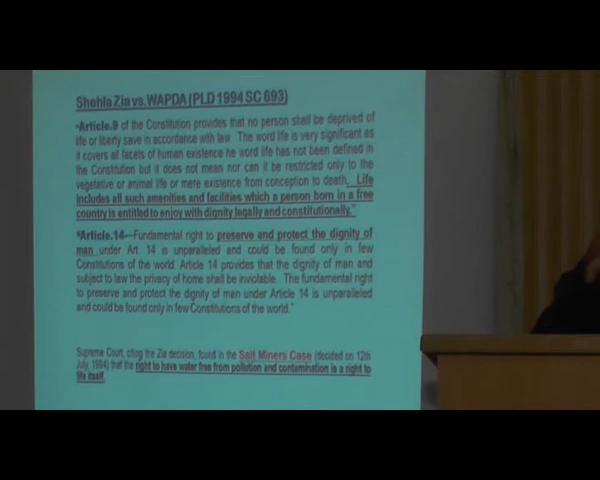 Shehla Zia vs. WAPDA (PLD 1994 SC 693)
"Article.9 of the Constitution provides that no person shall be deprived of
life or liberty save in accordance with law. The word life is very significant as
it covers all facets of human existence he word life has not been defined in
the Constitution but it does not mean nor can it be restricted only to the
vegetative or animal life or mere existence from conception to death. Life
includes all such amenities and facilities which a person born in a free
country is entitled to enjoy with dignity legally and constitutionally."
"Article.14—Fundamental right to preserve and protect the dignity of
man under Art. 14 is unparalleled and could be found only in few
Constitutions of the world. Article 14 provides that the dignity of man and
subject to law the privacy of home shall be inviolable. The fundamental right
to preserve and protect the dignity of man under Article 14 is unparalleled
and could be found only in few Constitutions of the world."
Supreme Court, citing the Zia decision, found in the Salt Miners Case (decided on 12th
July, 1994) that the right to have water free from pollution and contamination is a right to
life itself.